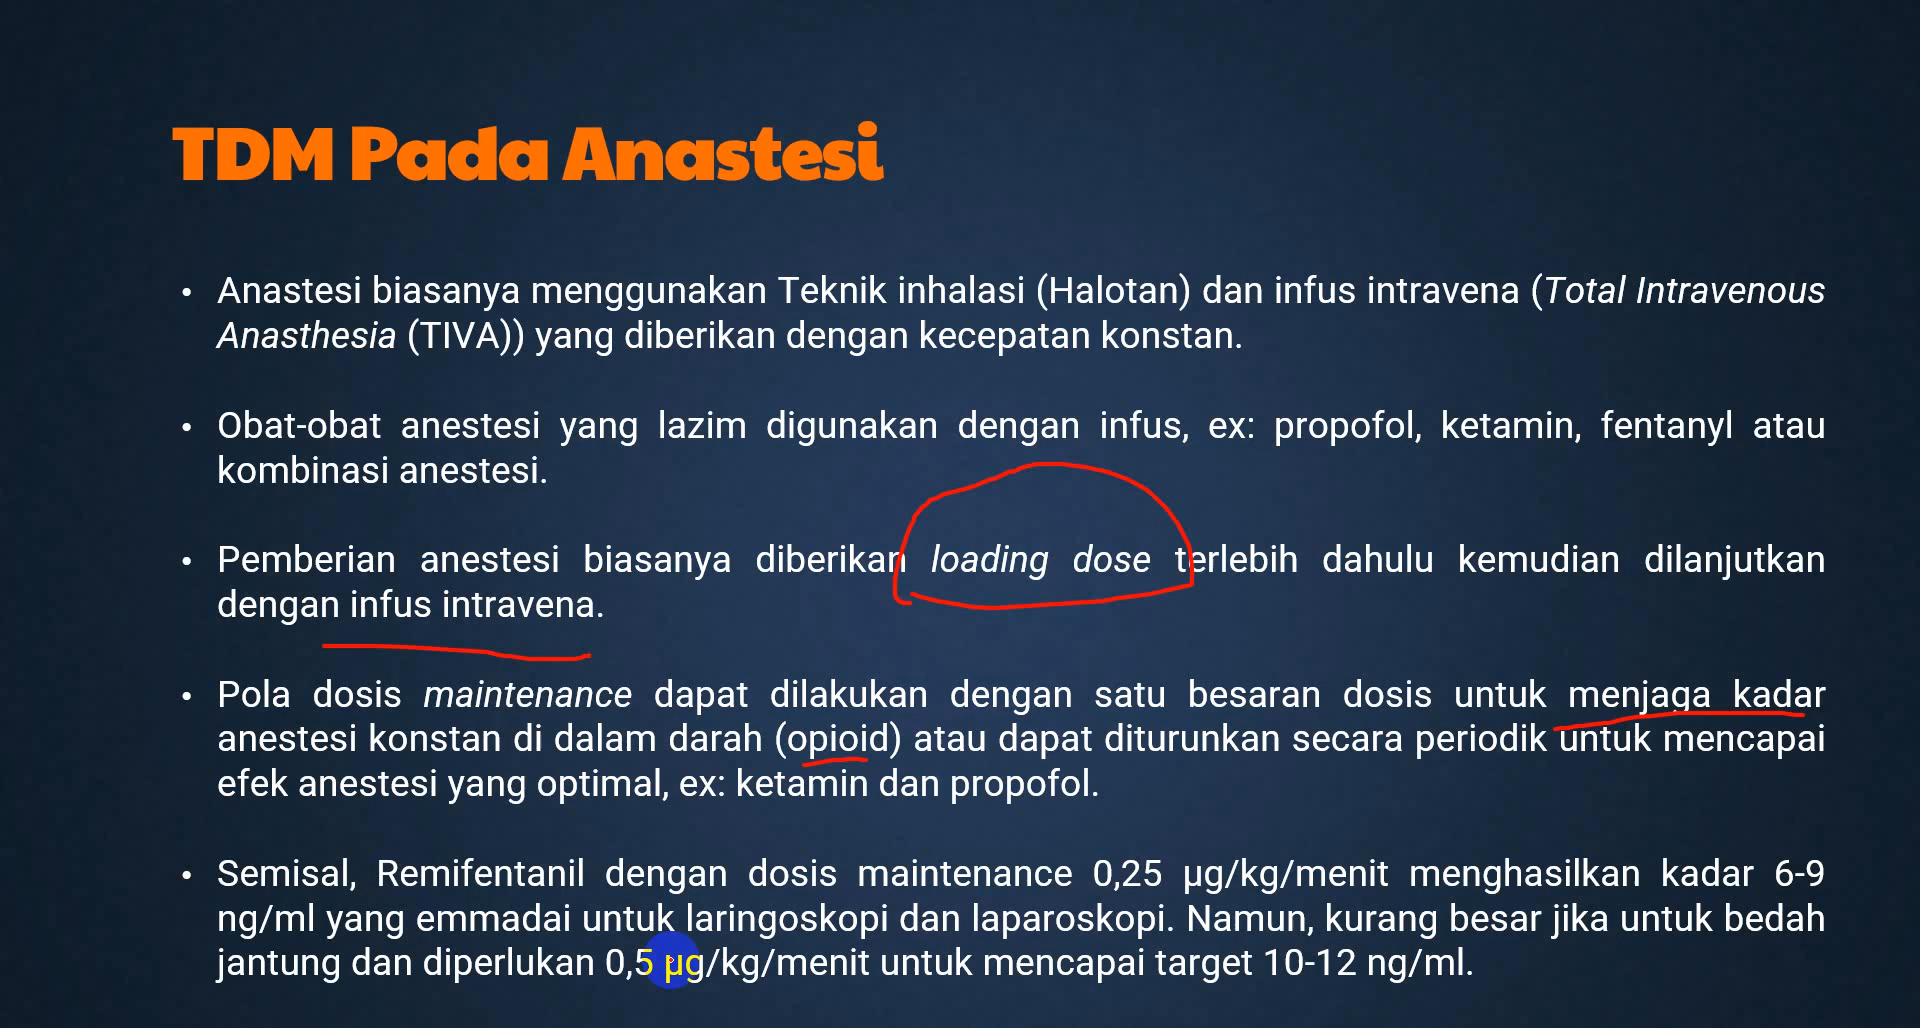 TDM Pada Anastesi
• Anastesi biasanya menggunakan Teknik inhalasi (Halotan) dan infus intravena (Total Intravenous
Anasthesia (TIVA)) yang diberikan dengan kecepatan konstan.
• Obat-obat anestesi yang lazim digunakan dengan infus, ex: propofol, ketamin, fentanyl atau
kombinasi anestesi.
• Pemberian anestesi biasanya diberikan loading dose terlebih dahulu kemudian dilanjutkan
dengan infus intravena.
• Pola dosis maintenance dapat dilakukan dengan satu besaran dosis untuk menjaga kadar
anestesi konstan di dalam darah (opioid) atau dapat diturunkan secara periodik untuk mencapai
efek anestesi yang optimal, ex: ketamin dan propofol.
• Semisal, Remifentanil dengan dosis maintenance 0,25 µg/kg/menit menghasilkan kadar 6-9
ng/ml yang emmadai untuk laringoskopi dan laparoskopi. Namun, kurang besar jika untuk bedah
jantung dan diperlukan 0,5 µg/kg/menit untuk mencapai target 10-12 ng/ml.